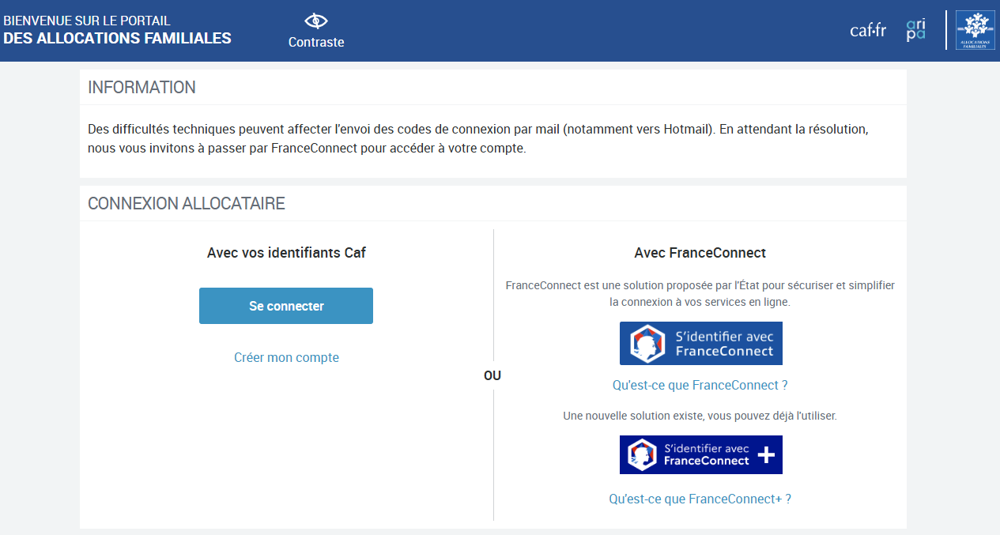 BIENVENUE SUR LE PORTAIL
DES ALLOCATIONS FAMILIALES
Contraste
caf·fr
aripa
ALLOCATIONS
FAMILIALES
INFORMATION
Des difficultés techniques peuvent affecter l'envoi des codes de connexion par mail (notamment vers Hotmail). En attendant la résolution,
nous vous invitons à passer par FranceConnect pour accéder à votre compte.
CONNEXION ALLOCATAIRE
Avec vos identifiants Caf
Se connecter
Créer mon compte
OU
Avec FranceConnect
FranceConnect est une solution proposée par l'État pour sécuriser et simplifier
la connexion à vos services en ligne.
S'identifier avec
FranceConnect
Qu'est-ce que FranceConnect ?
Une nouvelle solution existe, vous pouvez déjà l'utiliser.
S'identifier avec
FranceConnect +
Qu'est-ce que FranceConnect+ ?